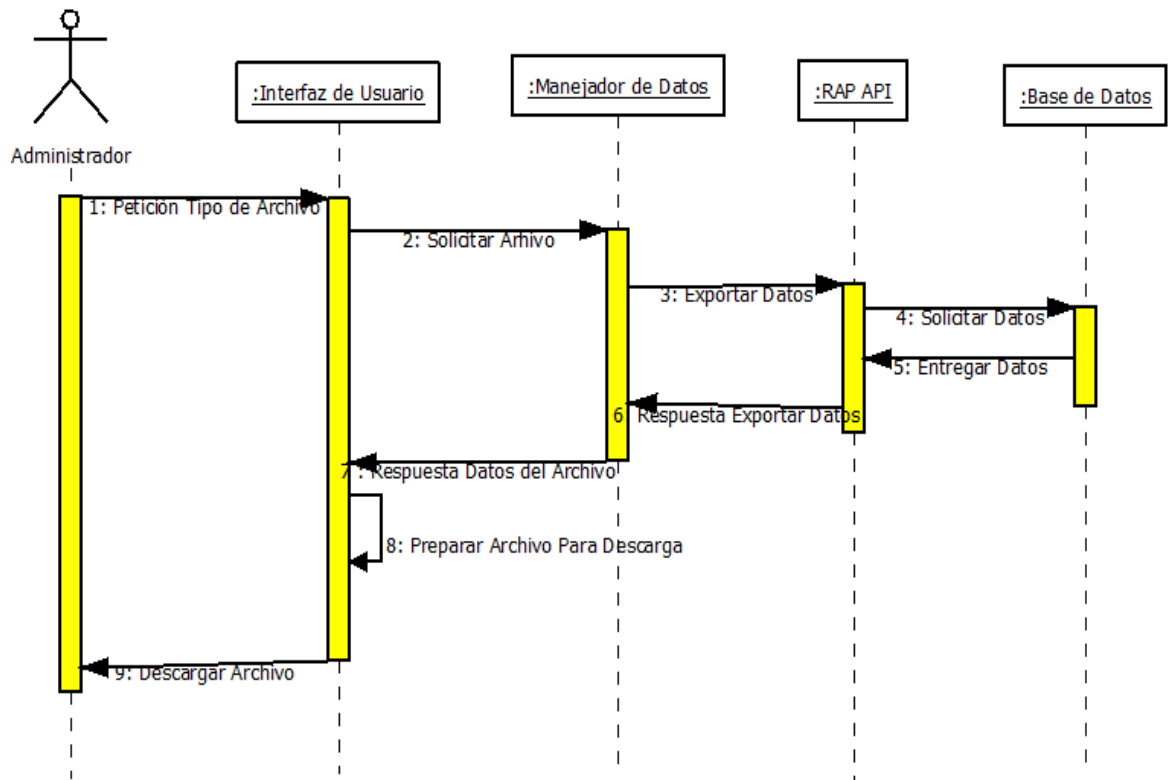 :Interfaz de Usuario
:Manejador de Datos
:RAP API
:Base de Datos
Administrador
1: Petición Tipo de Archivo
2: Solicitar Arhivo
3: Exportar Datos
4: Solicitar Datos
5: Entregar Datos
6: Respuesta Exportar Datos
7 : Respuesta Datos del Archivo
8: Preparar Archivo Para Descarga
9: Descargar Archivo